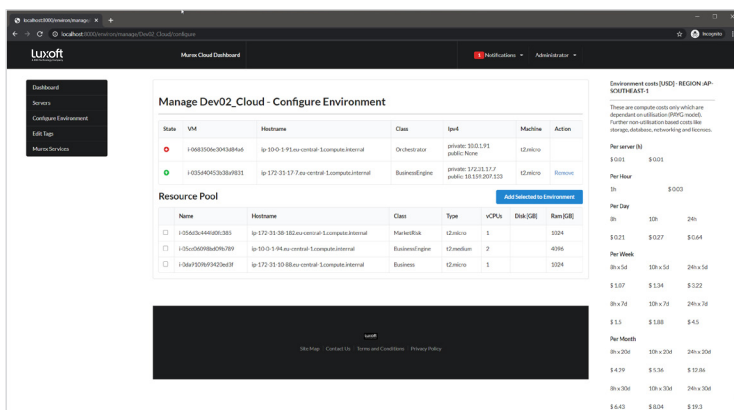 localhost:3000/environ/manage/
localhost:3000/environ/manage/Dev02_Cloud/configure
Incognito
Luxoft
Murex Cloud Dashboard
1 Notifications
Administrator
Dashboard
Servers
Configure Environment
Edit Tags
Murex Services
Manage Dev02_Cloud - Configure Environment
State VM Hostname Class Ipv4 Machine Action
ip-10-0-1-91.eu-central-1.compute.internal Orchestrator private: 10.0.1.91 t2.micro
public: None
i-035d40453b38a9831 ip-172-31-17-7.eu-central-1.compute.internal BusinessEngine private: 172.31.17.7 t2.micro Remove
public: 18.159.207.133
Resource Pool
Add Selected to Environment
Name Hostname Class Type vCPUs Disk [GB] Ram [GB]
ip-172-31-38-182.eu-central-1.compute.internal MarketRisk t2.micro 1 1024
i-05cc06098bd09b789 ip-10-0-1-94.eu-central-1.compute.internal BusinessEngine t2.medium 2 4096
i-0da9109b93420ed3f ip-172-31-10-88.eu-central-1.compute.internal Business t2.micro 1 1024
Luxoft
Site Map Contact Us Terms and Conditions Privacy Policy
Environment costs [USD] - REGION :AP-
SOUTHEAST-1
These are compute costs only which are
dependant on utilisation (PAYG model).
Further non-utilisation based costs like
storage, database, networking and licenses.
Per server (h)
$ 0.01 $ 0.01
Per Hour
1h $ 0.03
Per Day
8h 10h 24h
$ 0.21 $ 0.27 $ 0.64
Per Week
8h x 5d 10h x 5d 24h x 5d
$ 1.07 $ 1.34 $ 3.22
8h x 7d 10h x 7d 24h x 7d
$ 1.5 $ 1.88 $ 4.5
Per Month
8h x 20d 10h x 20d 24h x 20d
$ 4.29 $ 5.36 $ 12.86
8h x 30d 10h x 30d 24h x 30d
$ 6.43 $ 8.04 $ 19.3